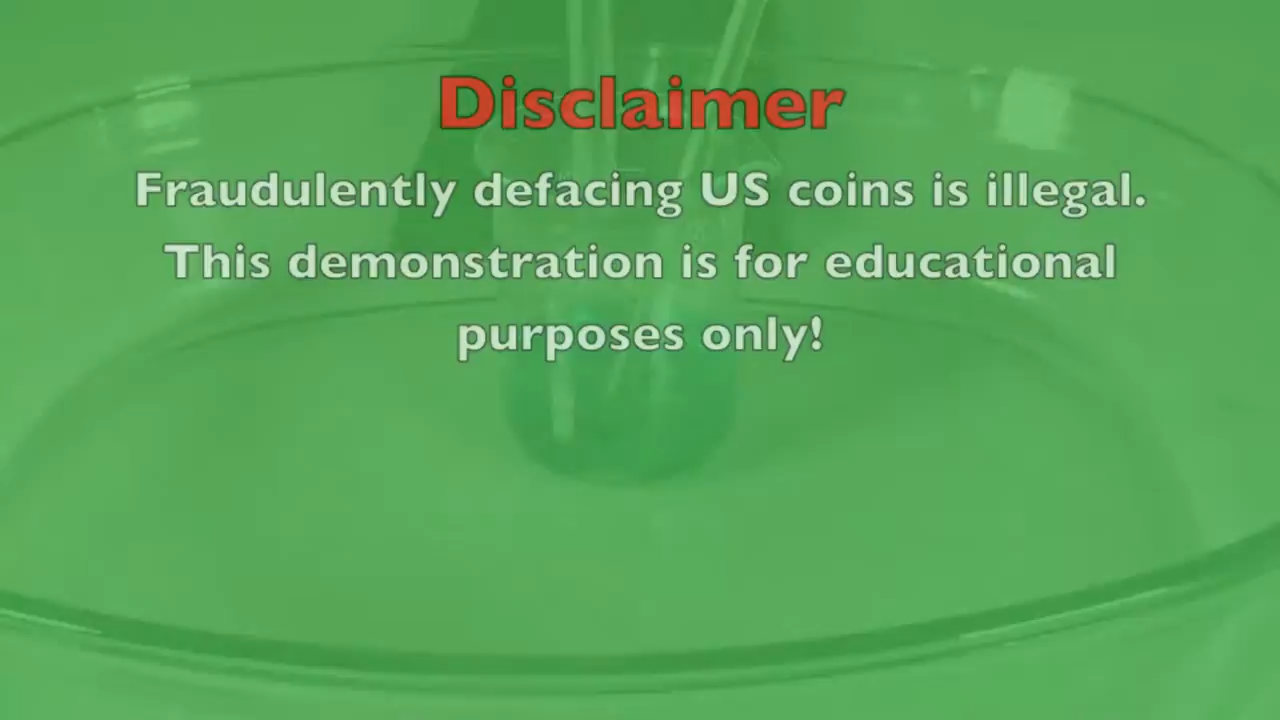 Disclaimer
Fraudulently defacing US coins is illegal.
This demonstration is for educational
purposes only!